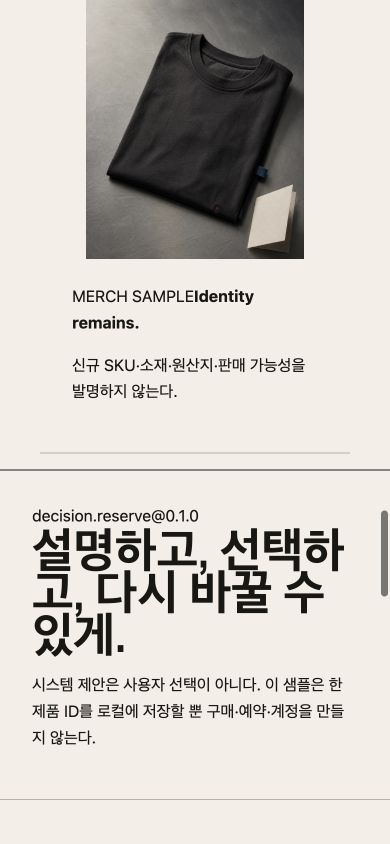 MERCH SAMPLEIdentity
remains.
신규 SKU·소재·원산지·판매 가능성을
발명하지 않는다.
decision.reserve@0.1.0
설명하고, 선택하
고, 다시 바꿀 수
있게.
시스템 제안은 사용자 선택이 아니다. 이 샘플은 한
제품 ID를 로컬에 저장할 뿐 구매·예약·계정을 만들
지 않는다.